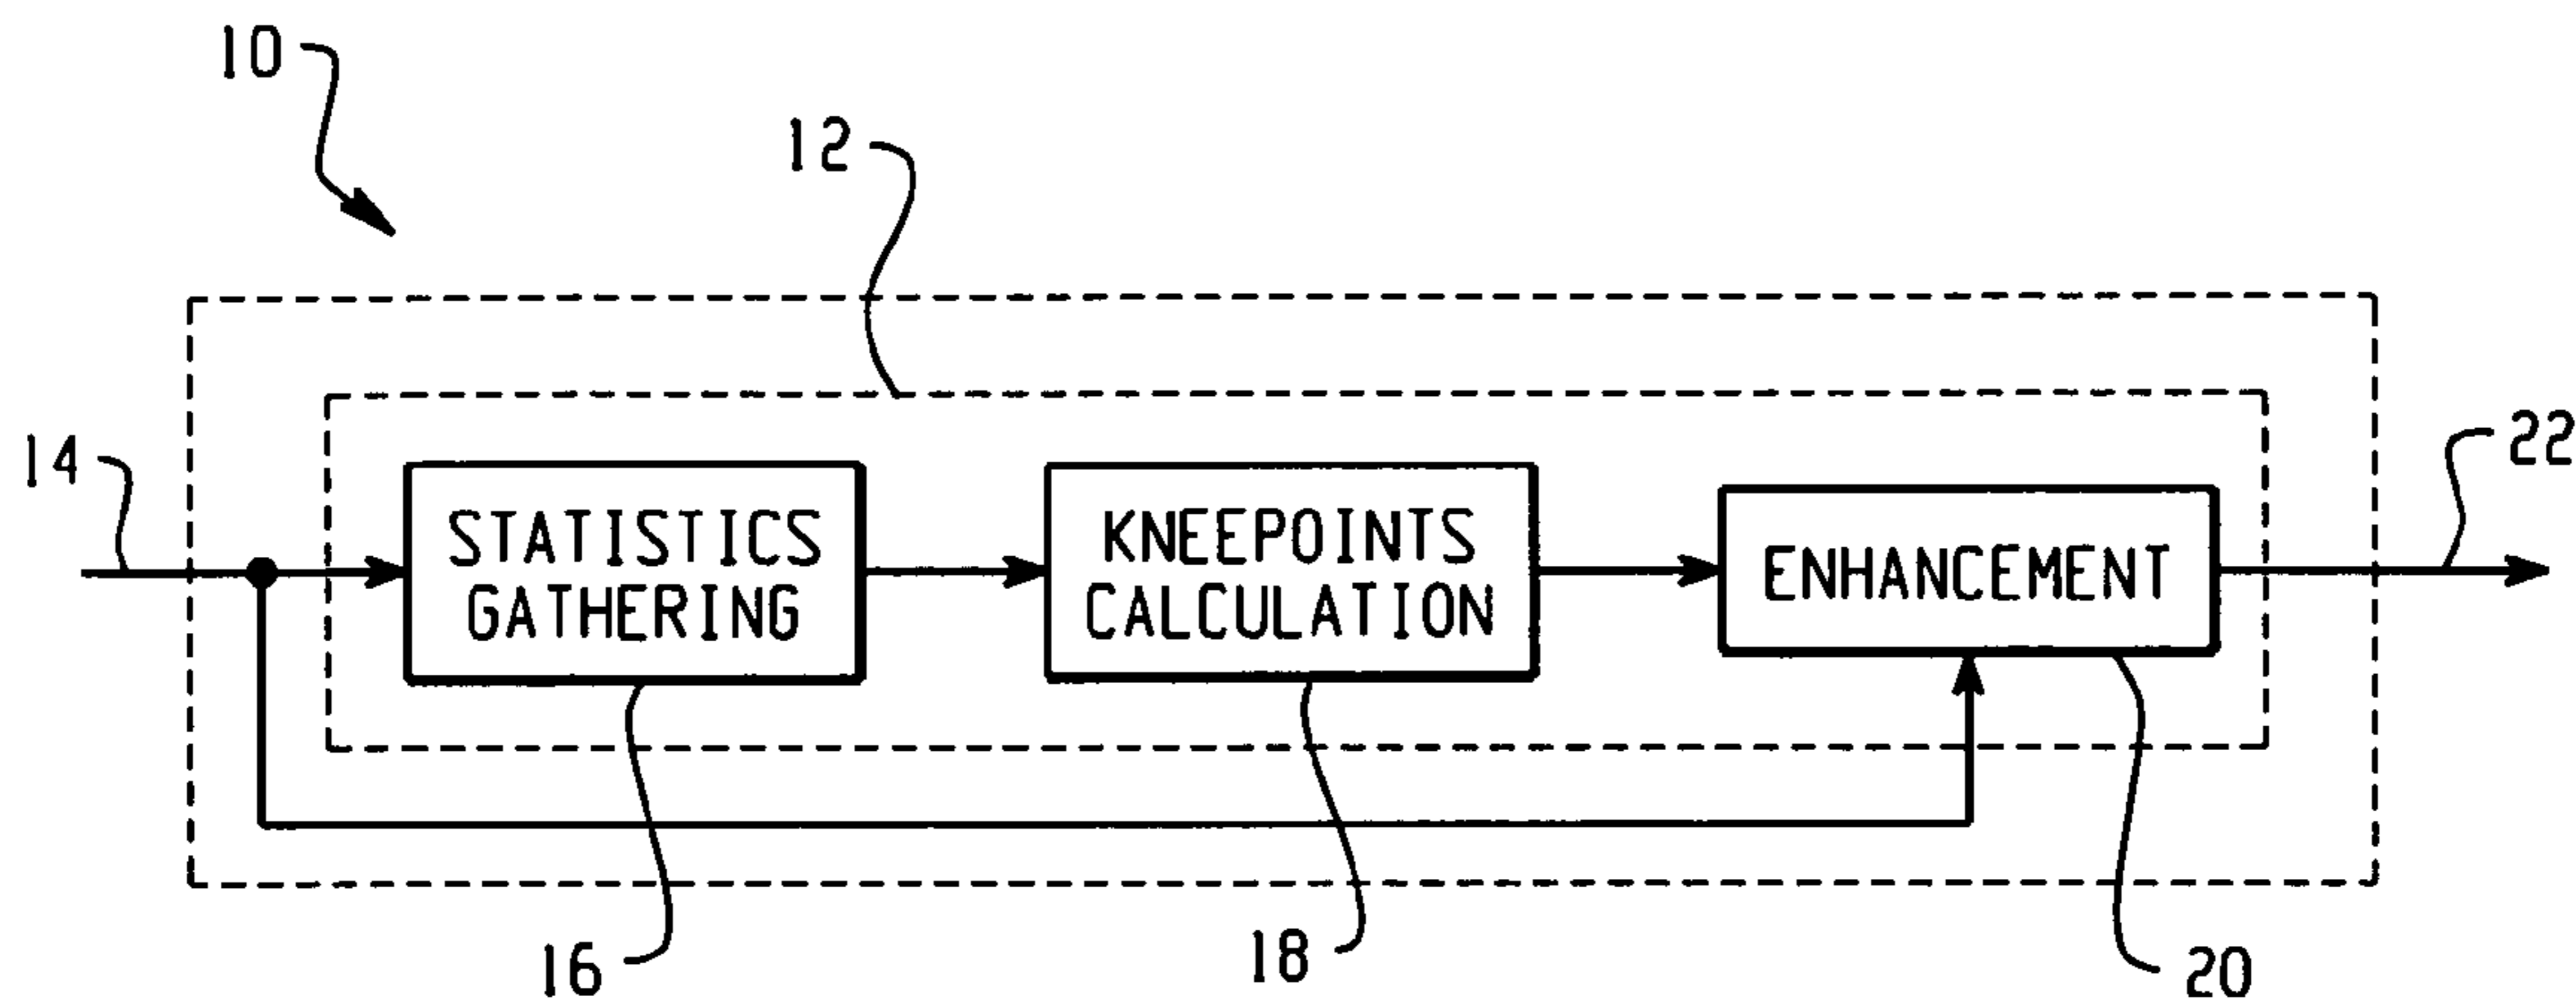 10
12
14
22
STATISTICS
GATHERING
KNEEPOINTS
CALCULATION
ENHANCEMENT
16
18
20